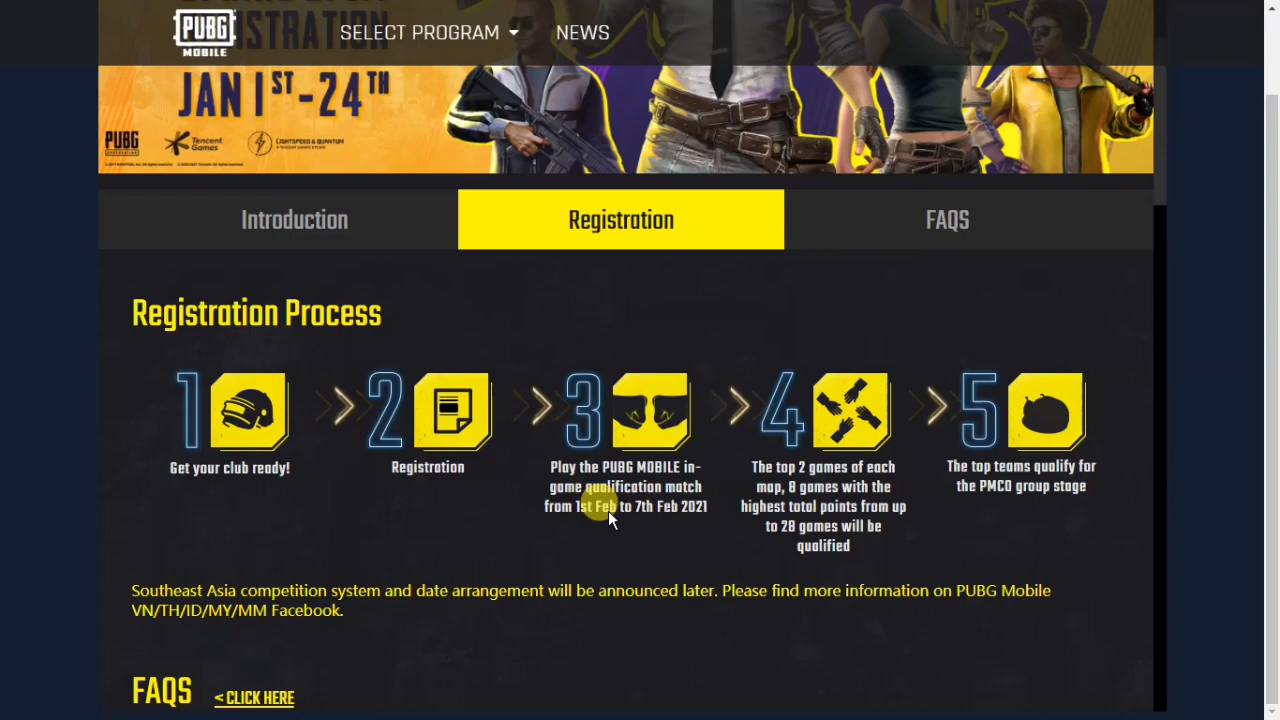 PUBG
MOBILE
SELECT PROGRAM
NEWS
JAN 1ST-24TH
PUBG
Tencent
Games
LIGHTSPEED & QUANTUM
Introduction
Registration
FAQS
Registration Process
1
Get your club ready!
2
Registration
3
Play the PUBG MOBILE in-
game qualification match
from 1st Feb to 7th Feb 2021
4
The top 2 games of each
map, 8 games with the
highest total points from up
to 28 games will be
qualified
5
The top teams qualify for
the PMCO group stage
Southeast Asia competition system and date arrangement will be announced later. Please find more information on PUBG Mobile
VN/TH/ID/MY/MM Facebook.
FAQS
< CLICK HERE